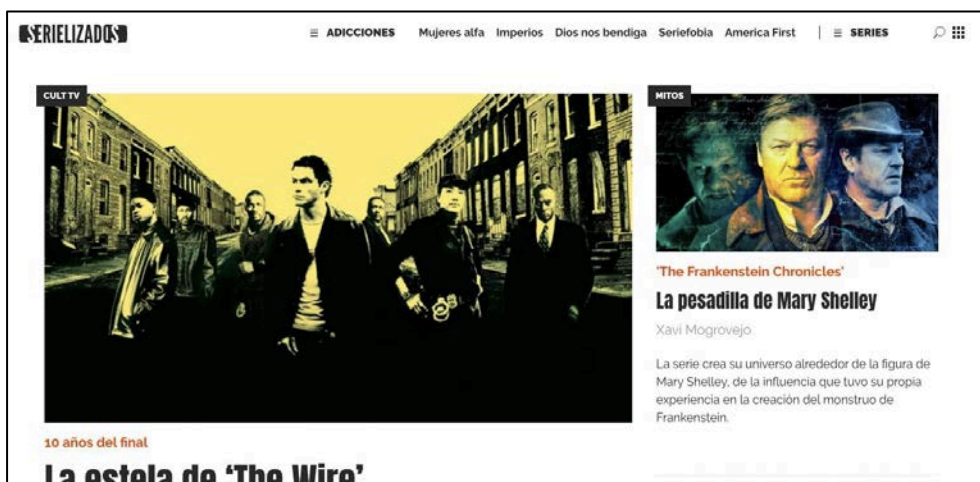 SERIELIZADOS
ADICCIONES Mujeres alfa Imperios Dios nos bendiga Seriefobia America First | SERIES
CULT TV
10 años del final
La estela de ‘The Wire’
MITOS
'The Frankenstein Chronicles'
La pesadilla de Mary Shelley
Xavi Mogrovejo
La serie crea su universo alrededor de la figura de
Mary Shelley, de la influencia que tuvo su propia
experiencia en la creación del monstruo de
Frankenstein.